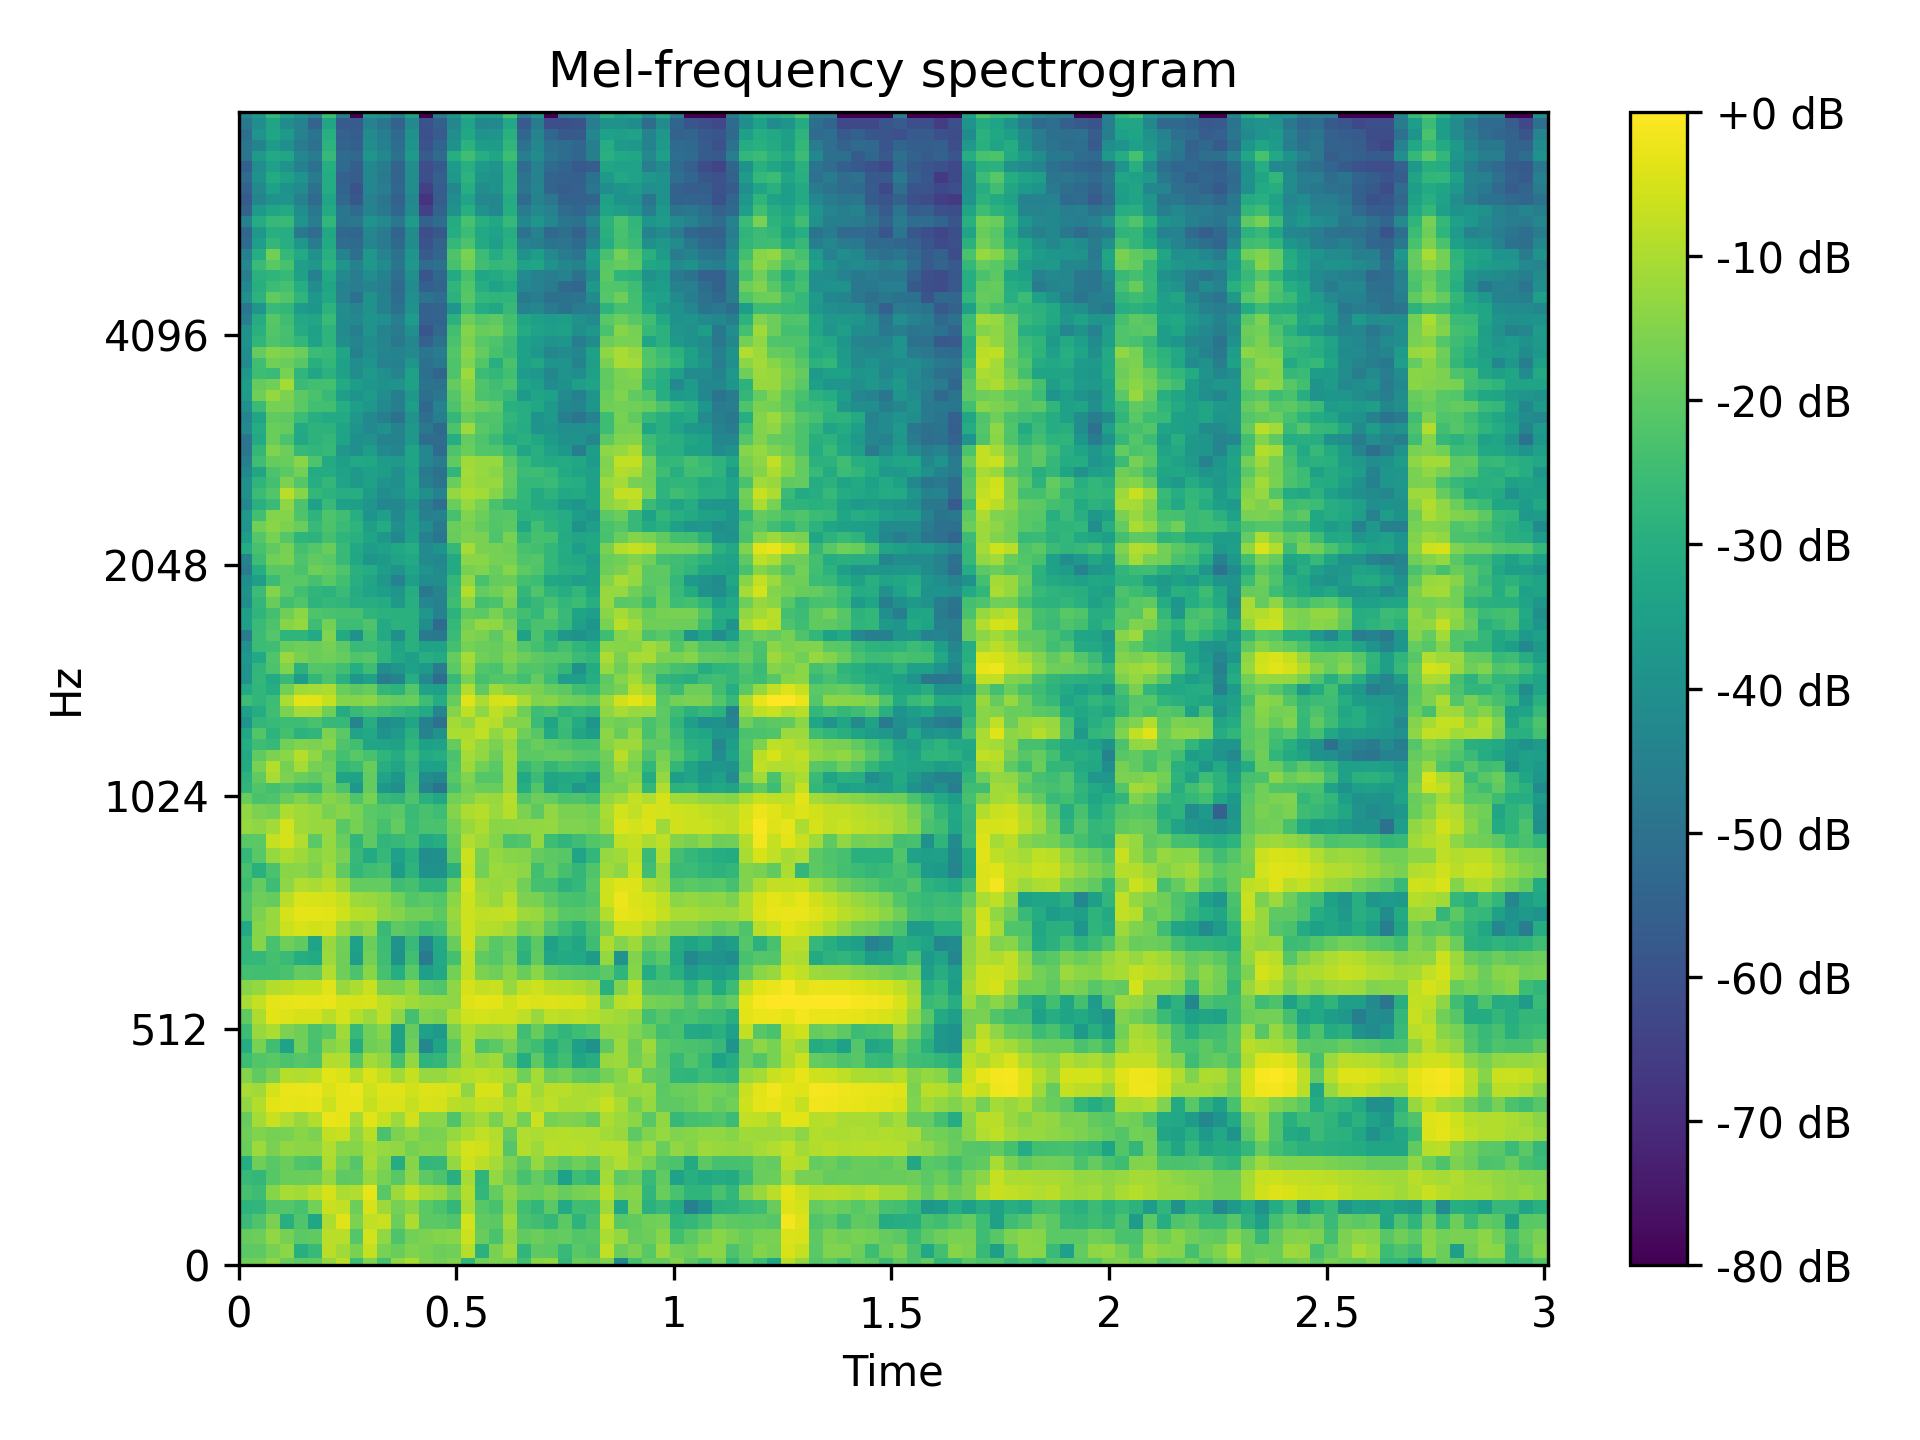 Mel-frequency spectrogram
+0 dB
-10 dB
4096
-20 dB
2048
-30 dB
Hz
-40 dB
1024
-50 dB
512
-60 dB
-70 dB
0
-80 dB
0 0.5 1 1.5 2 2.5 3
Time